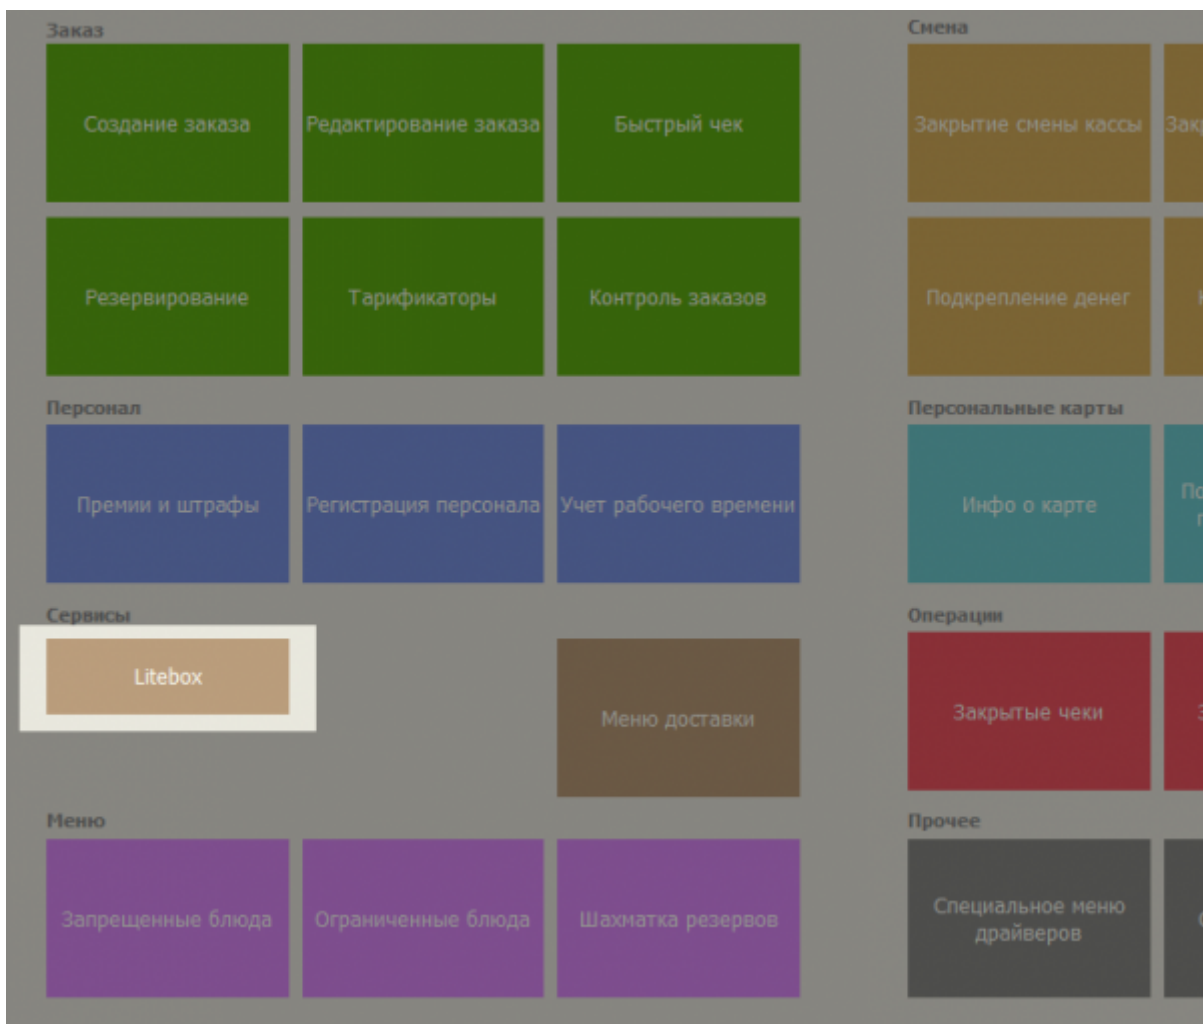 Заказ
Создание заказа
Редактирование заказа
Быстрый чек
Резервирование
Тарификаторы
Контроль заказов
Персонал
Премии и штрафы
Регистрация персонала
Учет рабочего времени
Сервисы
Litebox
Меню доставки
Меню
Запрещенные блюда
Ограниченные блюда
Шахматка резервов
Смена
Закрытие смены кассы
Подкрепление денег
Персональные карты
Инфо о карте
Операции
Закрытые чеки
Прочее
Специальное меню
драйверов